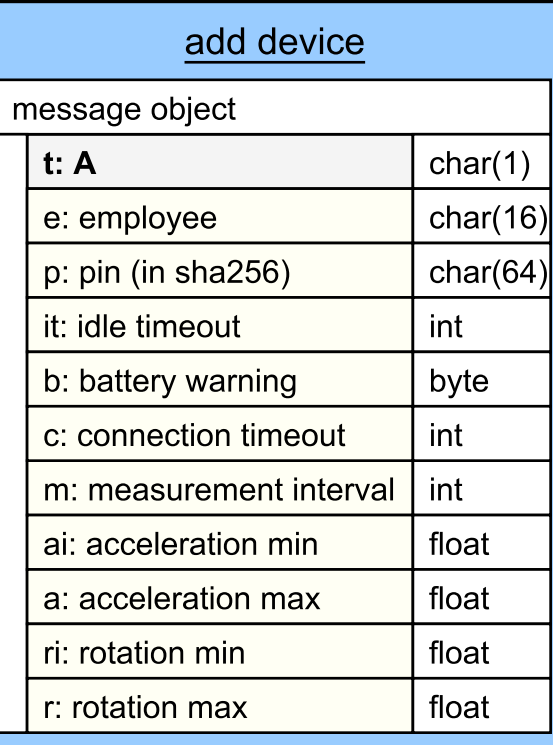 add device
message object
t: A char(1)
e: employee char(16)
p: pin (in sha256) char(64)
it: idle timeout int
b: battery warning byte
c: connection timeout int
m: measurement interval int
ai: acceleration min float
a: acceleration max float
ri: rotation min float
r: rotation max float